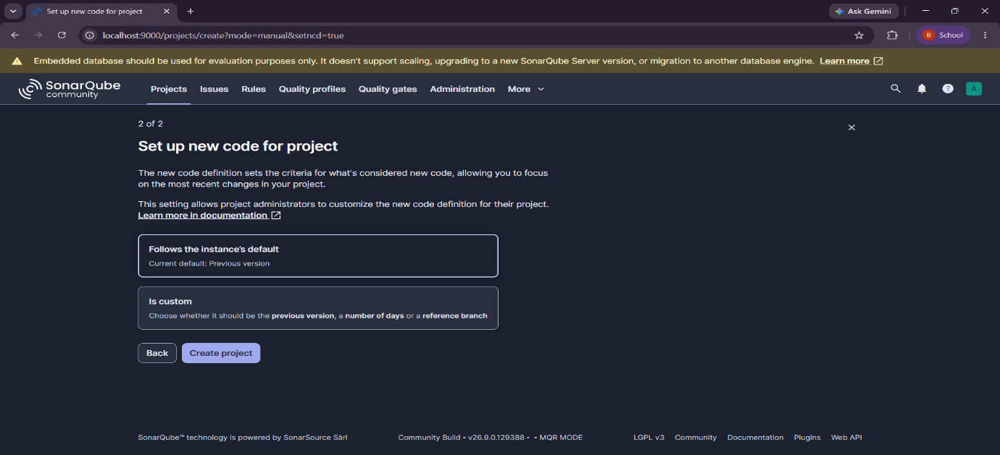 Set up new code for project
Ask Gemini
localhost:9000/projects/create?mode=manual&setncd=true
B School
Embedded database should be used for evaluation purposes only. It doesn't support scaling, upgrading to a new SonarQube Server version, or migration to another database engine. Learn more
SonarQube
community
Projects Issues Rules Quality profiles Quality gates Administration More
? A
2 of 2
Set up new code for project
The new code definition sets the criteria for what's considered new code, allowing you to focus
on the most recent changes in your project.
This setting allows project administrators to customize the new code definition for their project.
Learn more in documentation
Follows the instance's default
Current default: Previous version
Is custom
Choose whether it should be the previous version, a number of days or a reference branch
Back Create project
SonarQube™ technology is powered by SonarSource Sàrl Community Build • v26.9.0.129388 • • MQR MODE LGPL v3 Community Documentation Plugins Web API